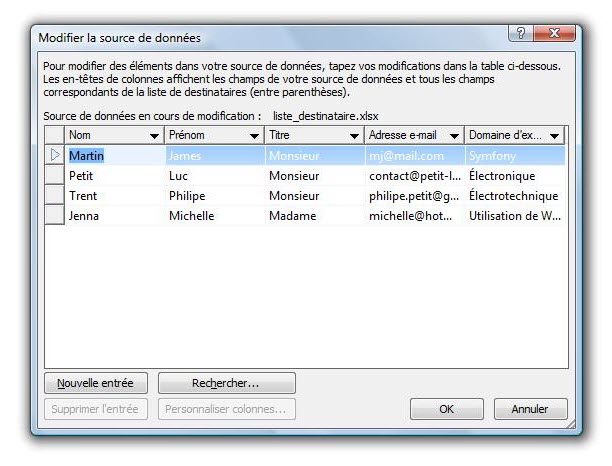 Modifier la source de données
Pour modifier des éléments dans votre source de données, tapez vos modifications dans la table ci-dessous.
Les en-têtes de colonnes affichent les champs de votre source de données et tous les champs
correspondants de la liste de destinataires (entre parenthèses).
Source de données en cours de modification : liste_destinataire.xlsx
Nom Prénom Titre Adresse e-mail Domaine d'ex...
Martin James Monsieur mj@mail.com Symfony
Petit Luc Monsieur contact@petit-l... Électronique
Trent Philipe Monsieur philipe.petit@g... Électrotechnique
Jenna Michelle Madame michelle@hot... Utilisation de W...
Nouvelle entrée Rechercher...
Supprimer l'entrée Personnaliser colonnes... OK Annuler